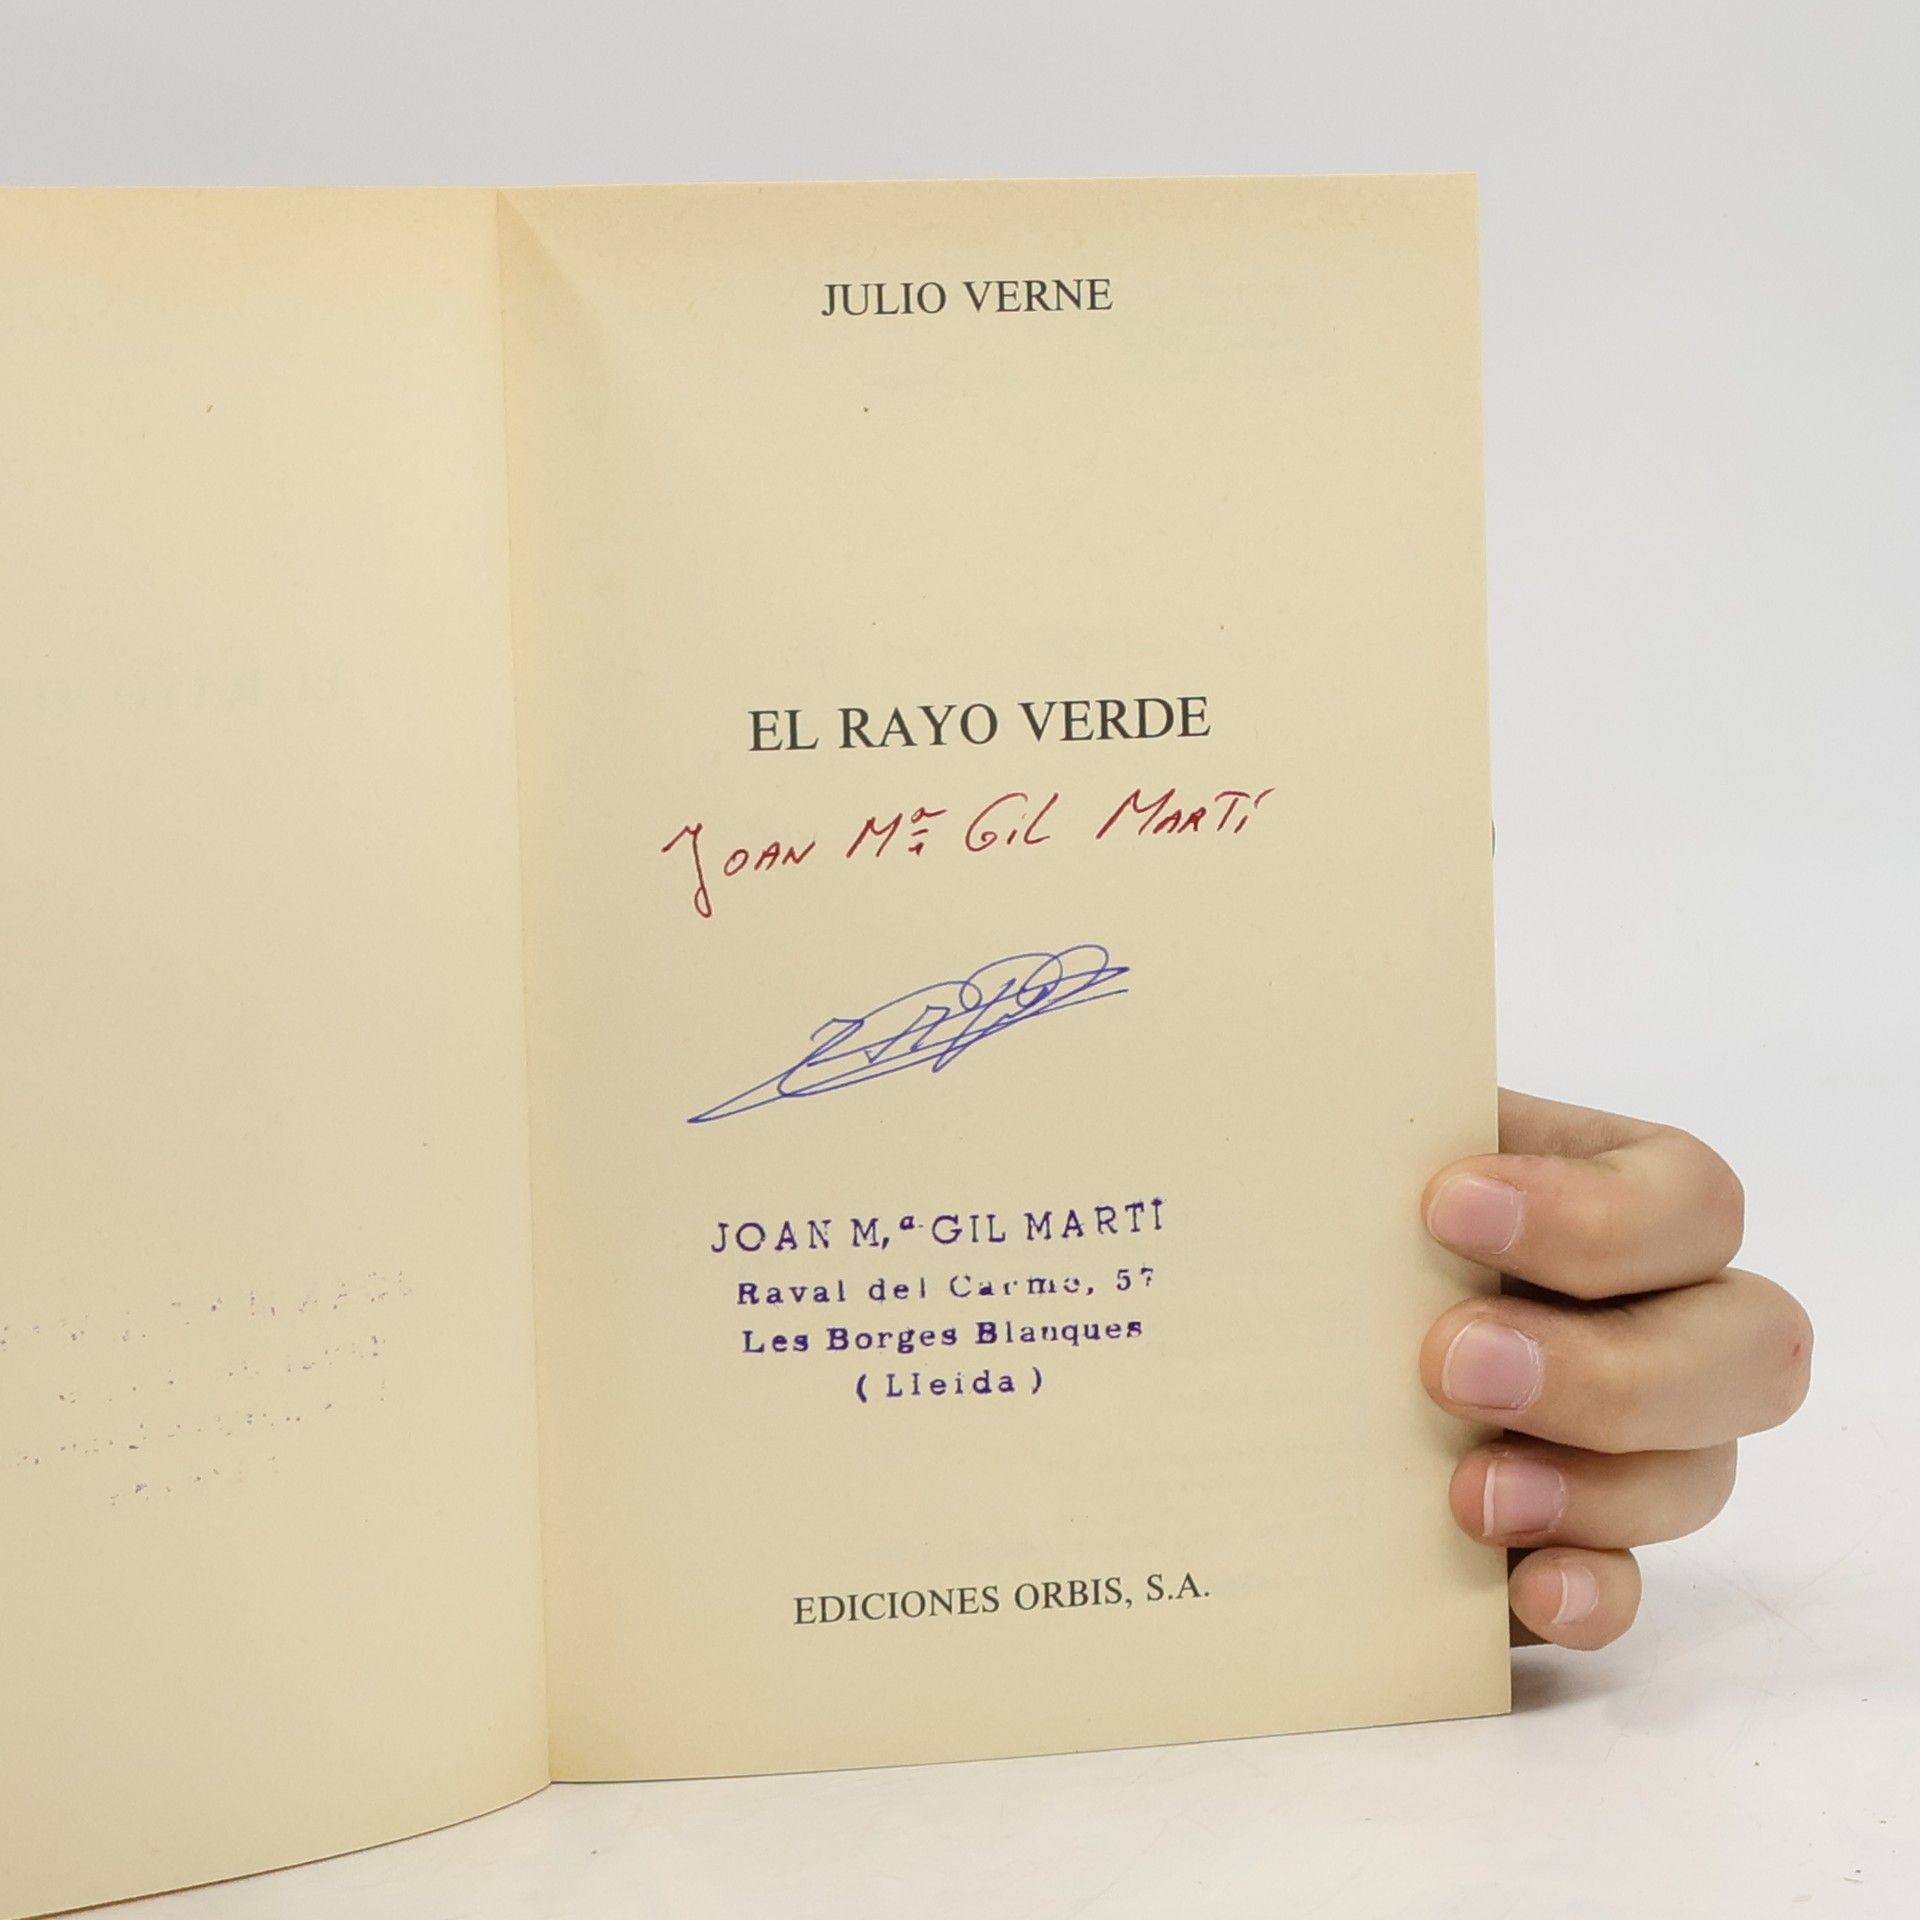 JULIO VERNE
EL RAYO VERDE
JOAN Mª GIL MARTÍ
JOAN M,ª GIL MARTÍ
Raval del Carme, 57
Les Borges Blanques
( Lleida )
EDICIONES ORBIS, S.A.